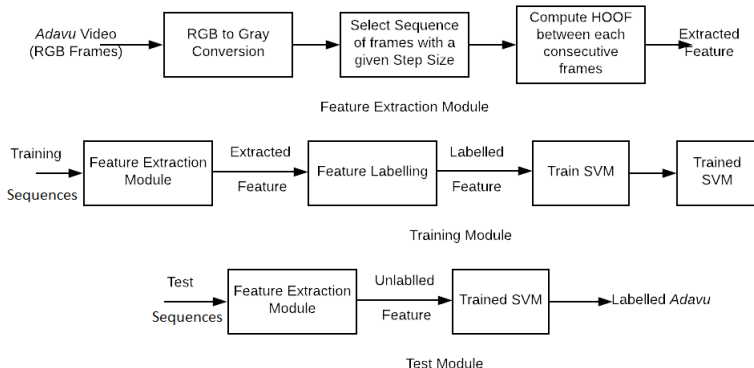 Adavu Video
(RGB Frames)
RGB to Gray
Conversion
Select Sequence
of frames with a
given Step Size
Compute HOOF
between each
consecutive
frames
Extracted
Feature
Feature Extraction Module
Training
Sequences
Feature Extraction
Module
Extracted
Feature
Feature Labelling
Labelled
Feature
Train SVM
Trained
SVM
Training Module
Test
Sequences
Feature Extraction
Module
Unlabled
Feature
Trained SVM
Labelled Adavu
Test Module